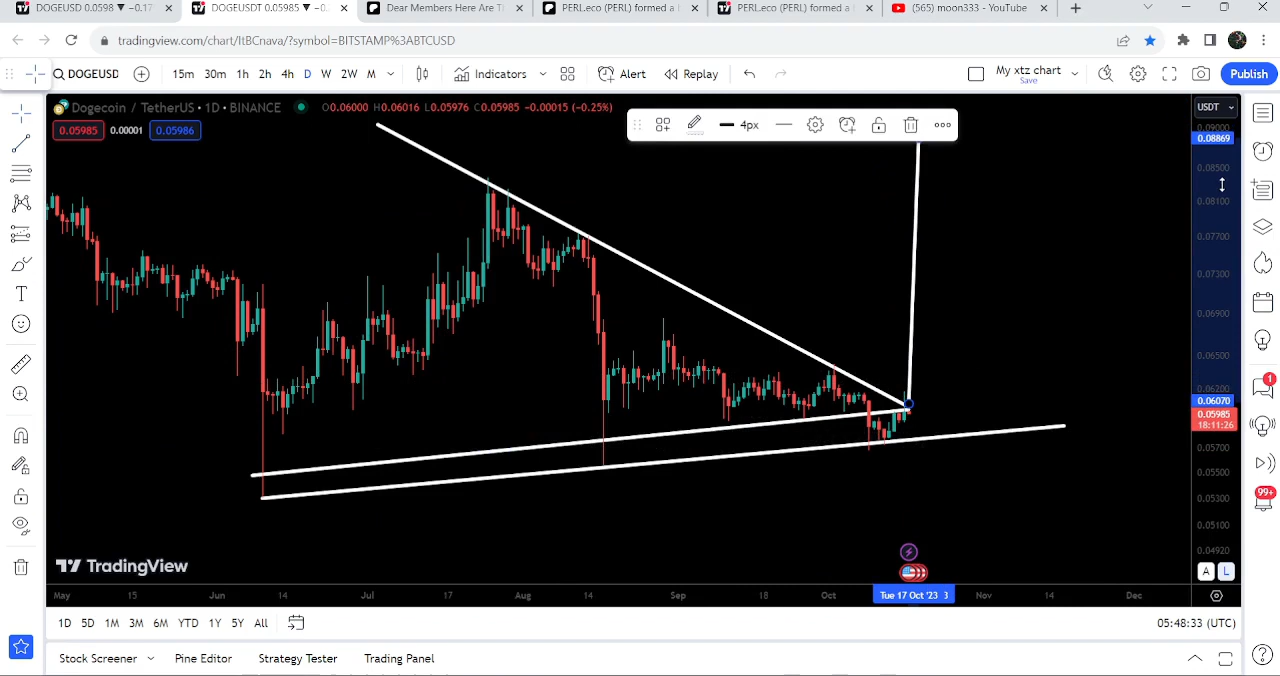 DOGEUSD 0.0598 ▼ −0.17
DOGEUSDT 0.05985 ▼ −0.
Dear Members Here Are Ti
PERL.eco (PERL) formed a
PERL.eco (PERL) formed a
(565) moon333 - YouTube
tradingview.com/chart/ItBCnava/?symbol=BITSTAMP%3ABTCUSD
DOGEUSD 15m 30m 1h 2h 4h D W 2W M Indicators Alert Replay My xtz chart Save Publish
Dogecoin / TetherUS • 1D • BINANCE O0.06000 H0.06016 L0.05976 C0.05985 −0.00015 (−0.25%) USDT
0.05985 0.00001 0.05986
4px
0.09000
0.08869
0.08500
0.08100
0.07700
0.07300
0.06900
0.06500
0.06200
0.06070
0.05985
18:11:26
0.05700
0.05500
0.05300
0.05100
0.04920
1
99+
TradingView
A L
May 15 Jun 14 Jul 17 Aug 14 Sep 18 Oct Tue 17 Oct '23 3 Nov 14 Dec
1D 5D 1M 3M 6M YTD 1Y 5Y All 05:48:33 (UTC)
Stock Screener Pine Editor Strategy Tester Trading Panel